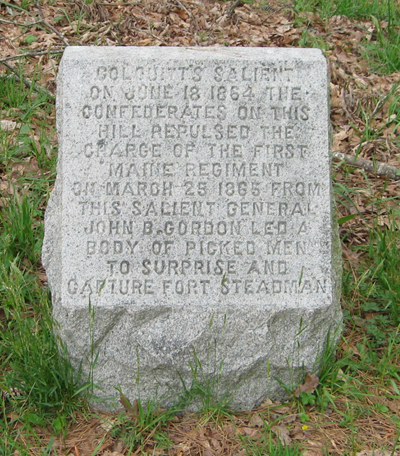 COLQUITTS SALIENT
ON JUNE 18 1864 THE
CONFEDERATES ON THIS
HILL REPULSED THE
CHARGE OF THE FIRST
MAINE REGIMENT
ON MARCH 25 1865 FROM
THIS SALIENT GENERAL
JOHN B. GORDON LED A
BODY OF PICKED MEN
TO SURPRISE AND
CAPTURE FORT STEADMAN